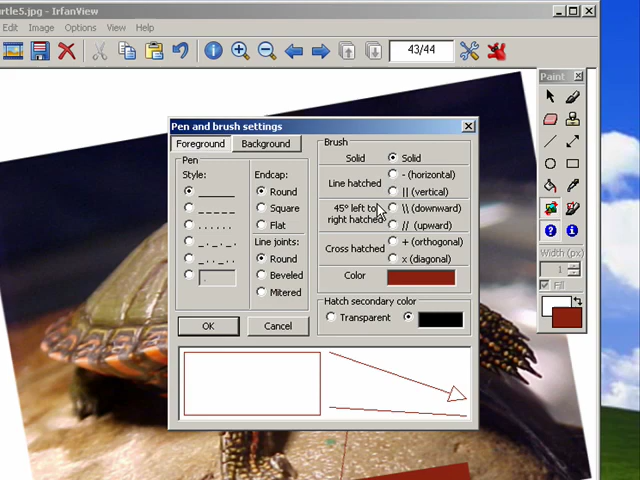 rtle5.jpg - IrfanView
Edit Image Options View Help
43/44
Paint
Pen and brush settings
Foreground Background
Pen
Style:
Endcap:
Round
Square
Flat
Line joints:
Round
Beveled
Mitered
Brush
Solid Solid
Line hatched - (horizontal)
|| (vertical)
45° left to \\ (downward)
right hatched // (upward)
Cross hatched + (orthogonal)
x (diagonal)
Color
Hatch secondary color
Transparent
OK Cancel
Width:
1
Fill